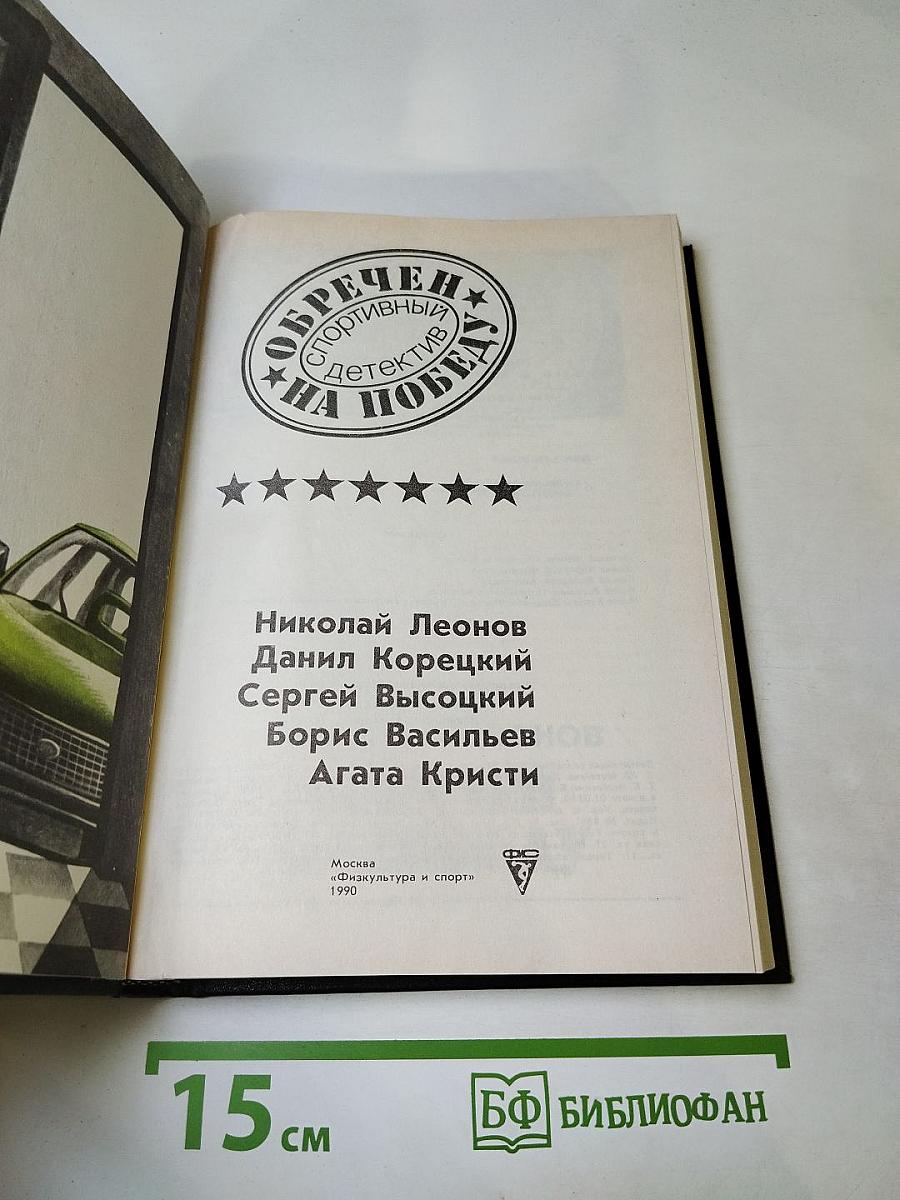 ОБРЕЧЕН
СПОРТИВНЫЙ
детектив
НА ПОБЕДУ
Николай Леонов
Данил Корецкий
Сергей Высоцкий
Борис Васильев
Агата Кристи
Москва
«Физкультура и спорт»
1990
ФиС
15 см
БФ БИБЛИОФАН